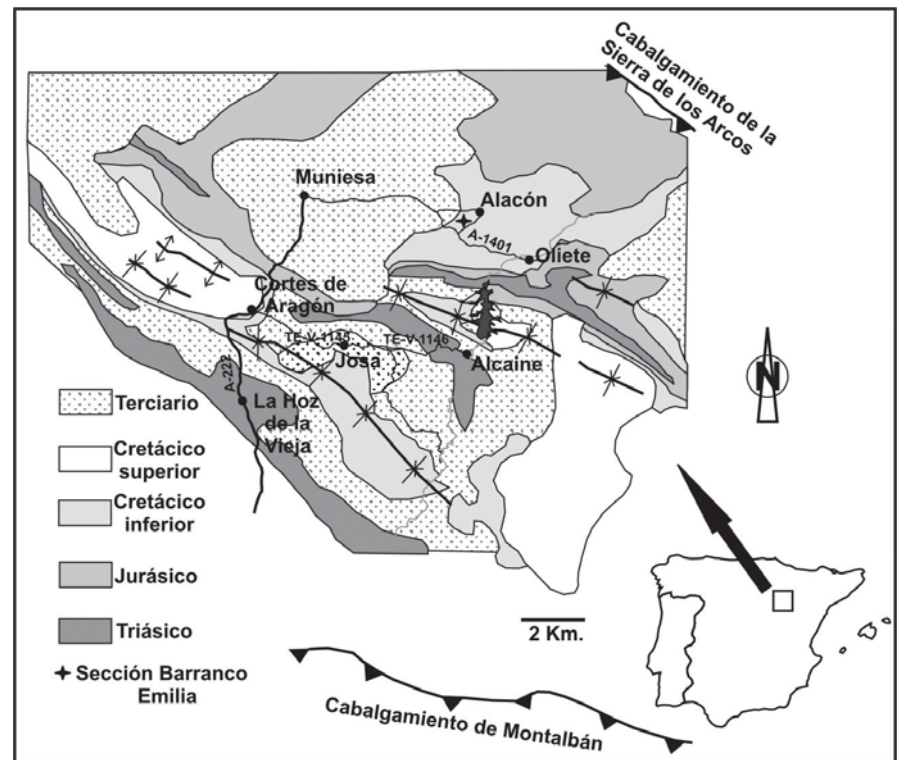 Cabalgamiento de la
Sierra de los Arcos
Muniesa
Alacón
A-1401
Oliete
Cortes de
Aragón
TE-V-1145
TE-V-1146
Josa
Alcaine
A-222
La Hoz
de la
Vieja
N
Terciario
Cretácico
superior
Cretácico
inferior
Jurásico
Triásico
Sección Barranco
Emilia
2 Km.
Cabalgamiento de Montalbán